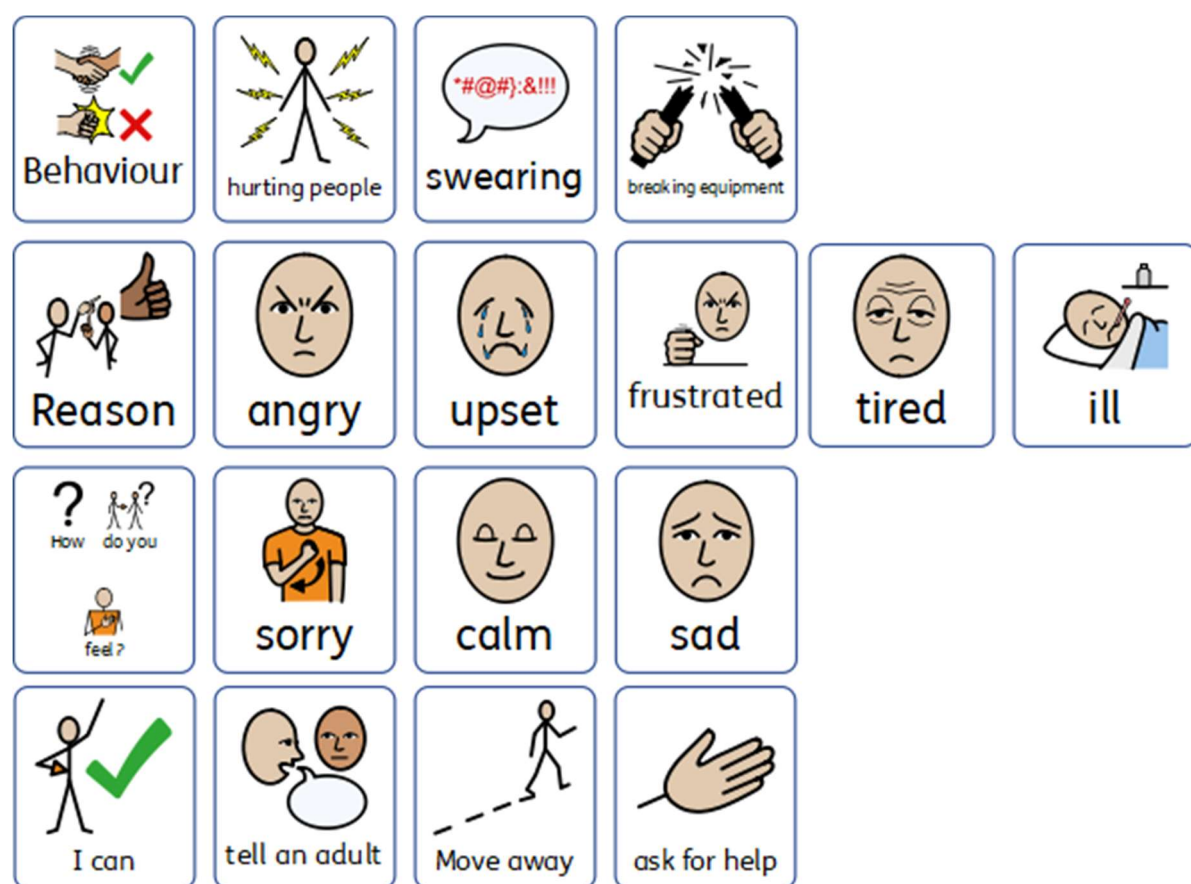 Behaviour
hurting people
*#@#}:&!!!
swearing
breaking equipment
Reason
angry
upset
frustrated
tired
ill
? ?
How do you
feel?
sorry
calm
sad
I can
tell an adult
Move away
ask for help